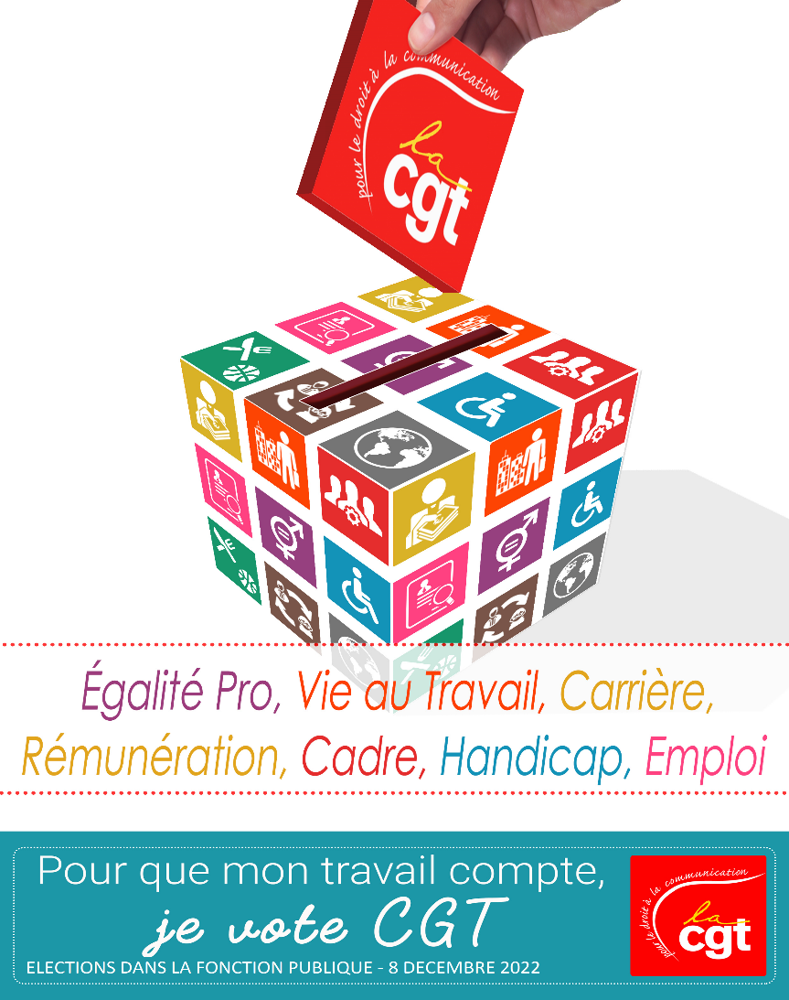 pour le droit à la communication
la
cgt
Égalité Pro, Vie au Travail, Carrière,
Rémunération, Cadre, Handicap, Emploi
Pour que mon travail compte,
je vote CGT
ELECTIONS DANS LA FONCTION PUBLIQUE - 8 DECEMBRE 2022
pour le droit à la communication
la
cgt